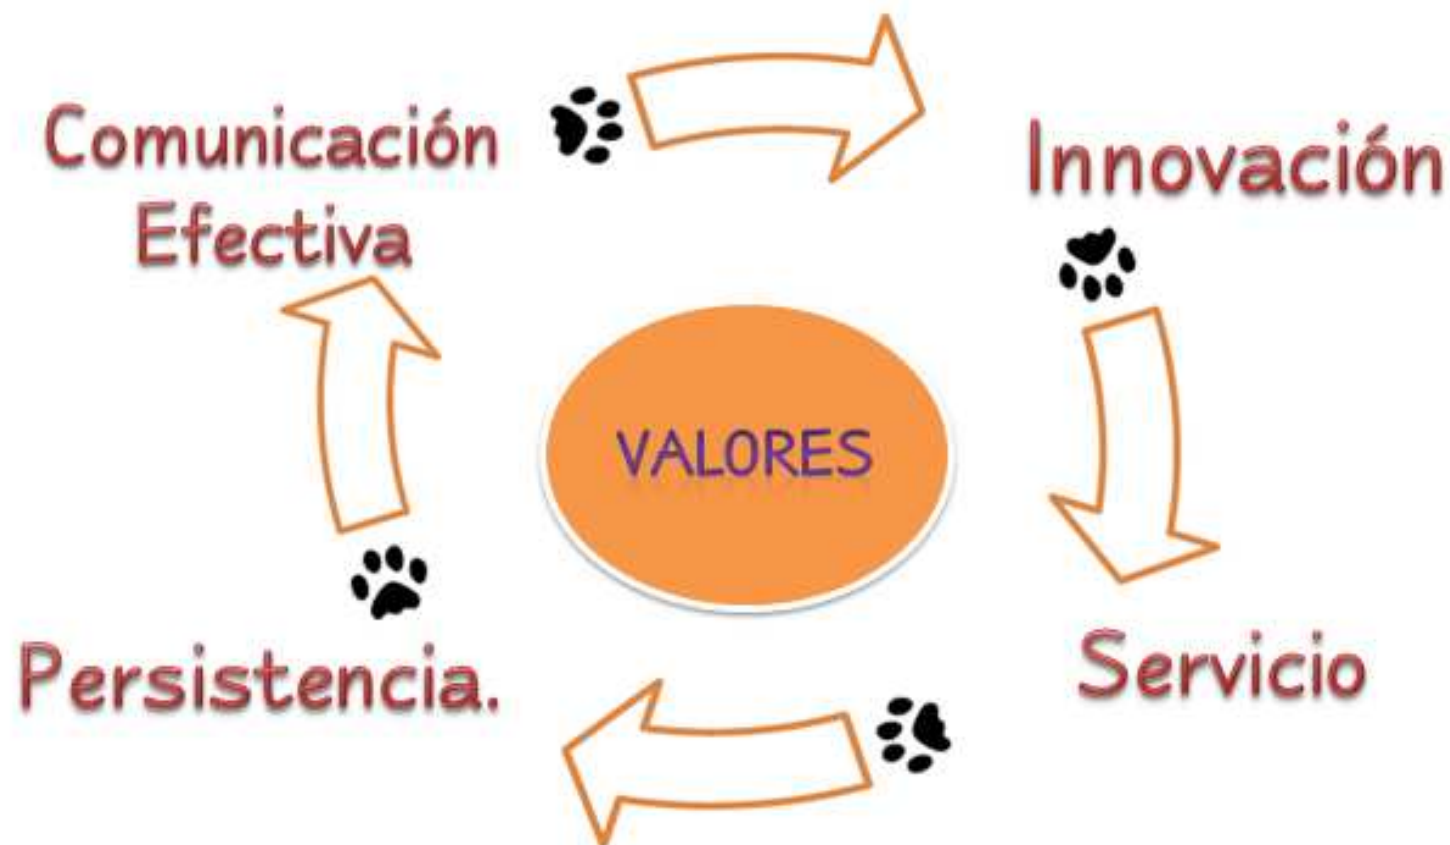 Comunicación
Efectiva
Innovación
VALORES
Persistencia.
Servicio